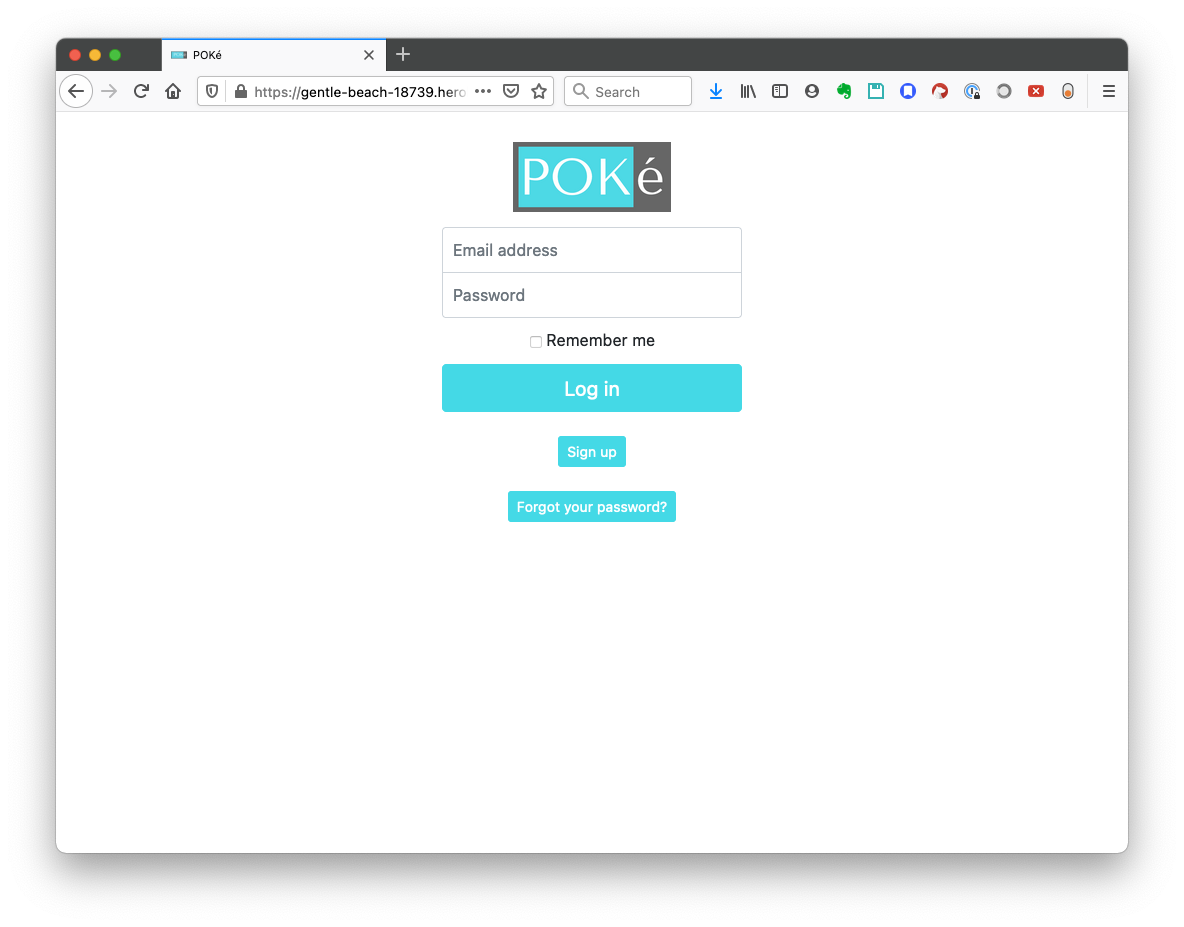 POKé
https://gentle-beach-18739.hero
Search
POKé
Email address
Password
Remember me
Log in
Sign up
Forgot your password?